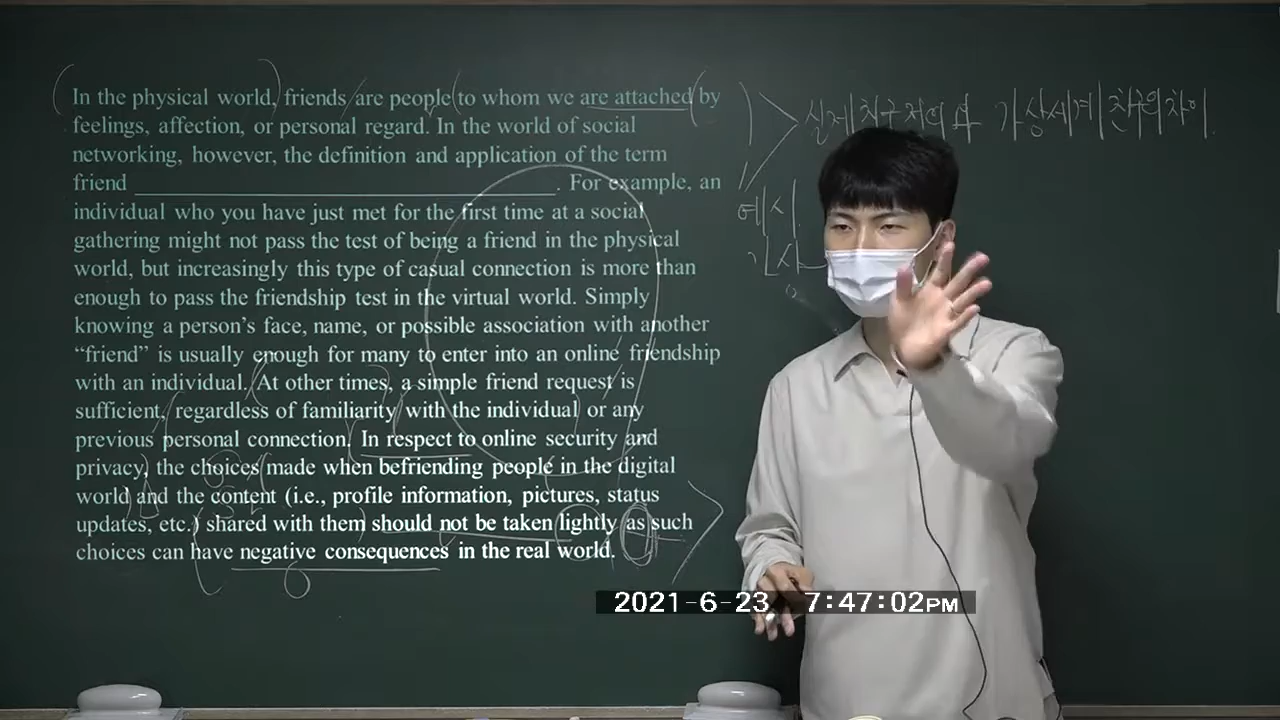 In the physical world, friends are people to whom we are attached by
feelings, affection, or personal regard. In the world of social
networking, however, the definition and application of the term
friend ________________________. For example, an
individual who you have just met for the first time at a social
gathering might not pass the test of being a friend in the physical
world, but increasingly this type of casual connection is more than
enough to pass the friendship test in the virtual world. Simply
knowing a person's face, name, or possible association with another
“friend” is usually enough for many to enter into an online friendship
with an individual. At other times, a simple friend request is
sufficient, regardless of familiarity with the individual or any
previous personal connection. In respect to online security and
privacy, the choices made when befriending people in the digital
world and the content (i.e., profile information, pictures, status
updates, etc.) shared with them should not be taken lightly as such
choices can have negative consequences in the real world.
실제친구 가상세계 친구의 차이.
예시
2021-6-23 7:47:02PM